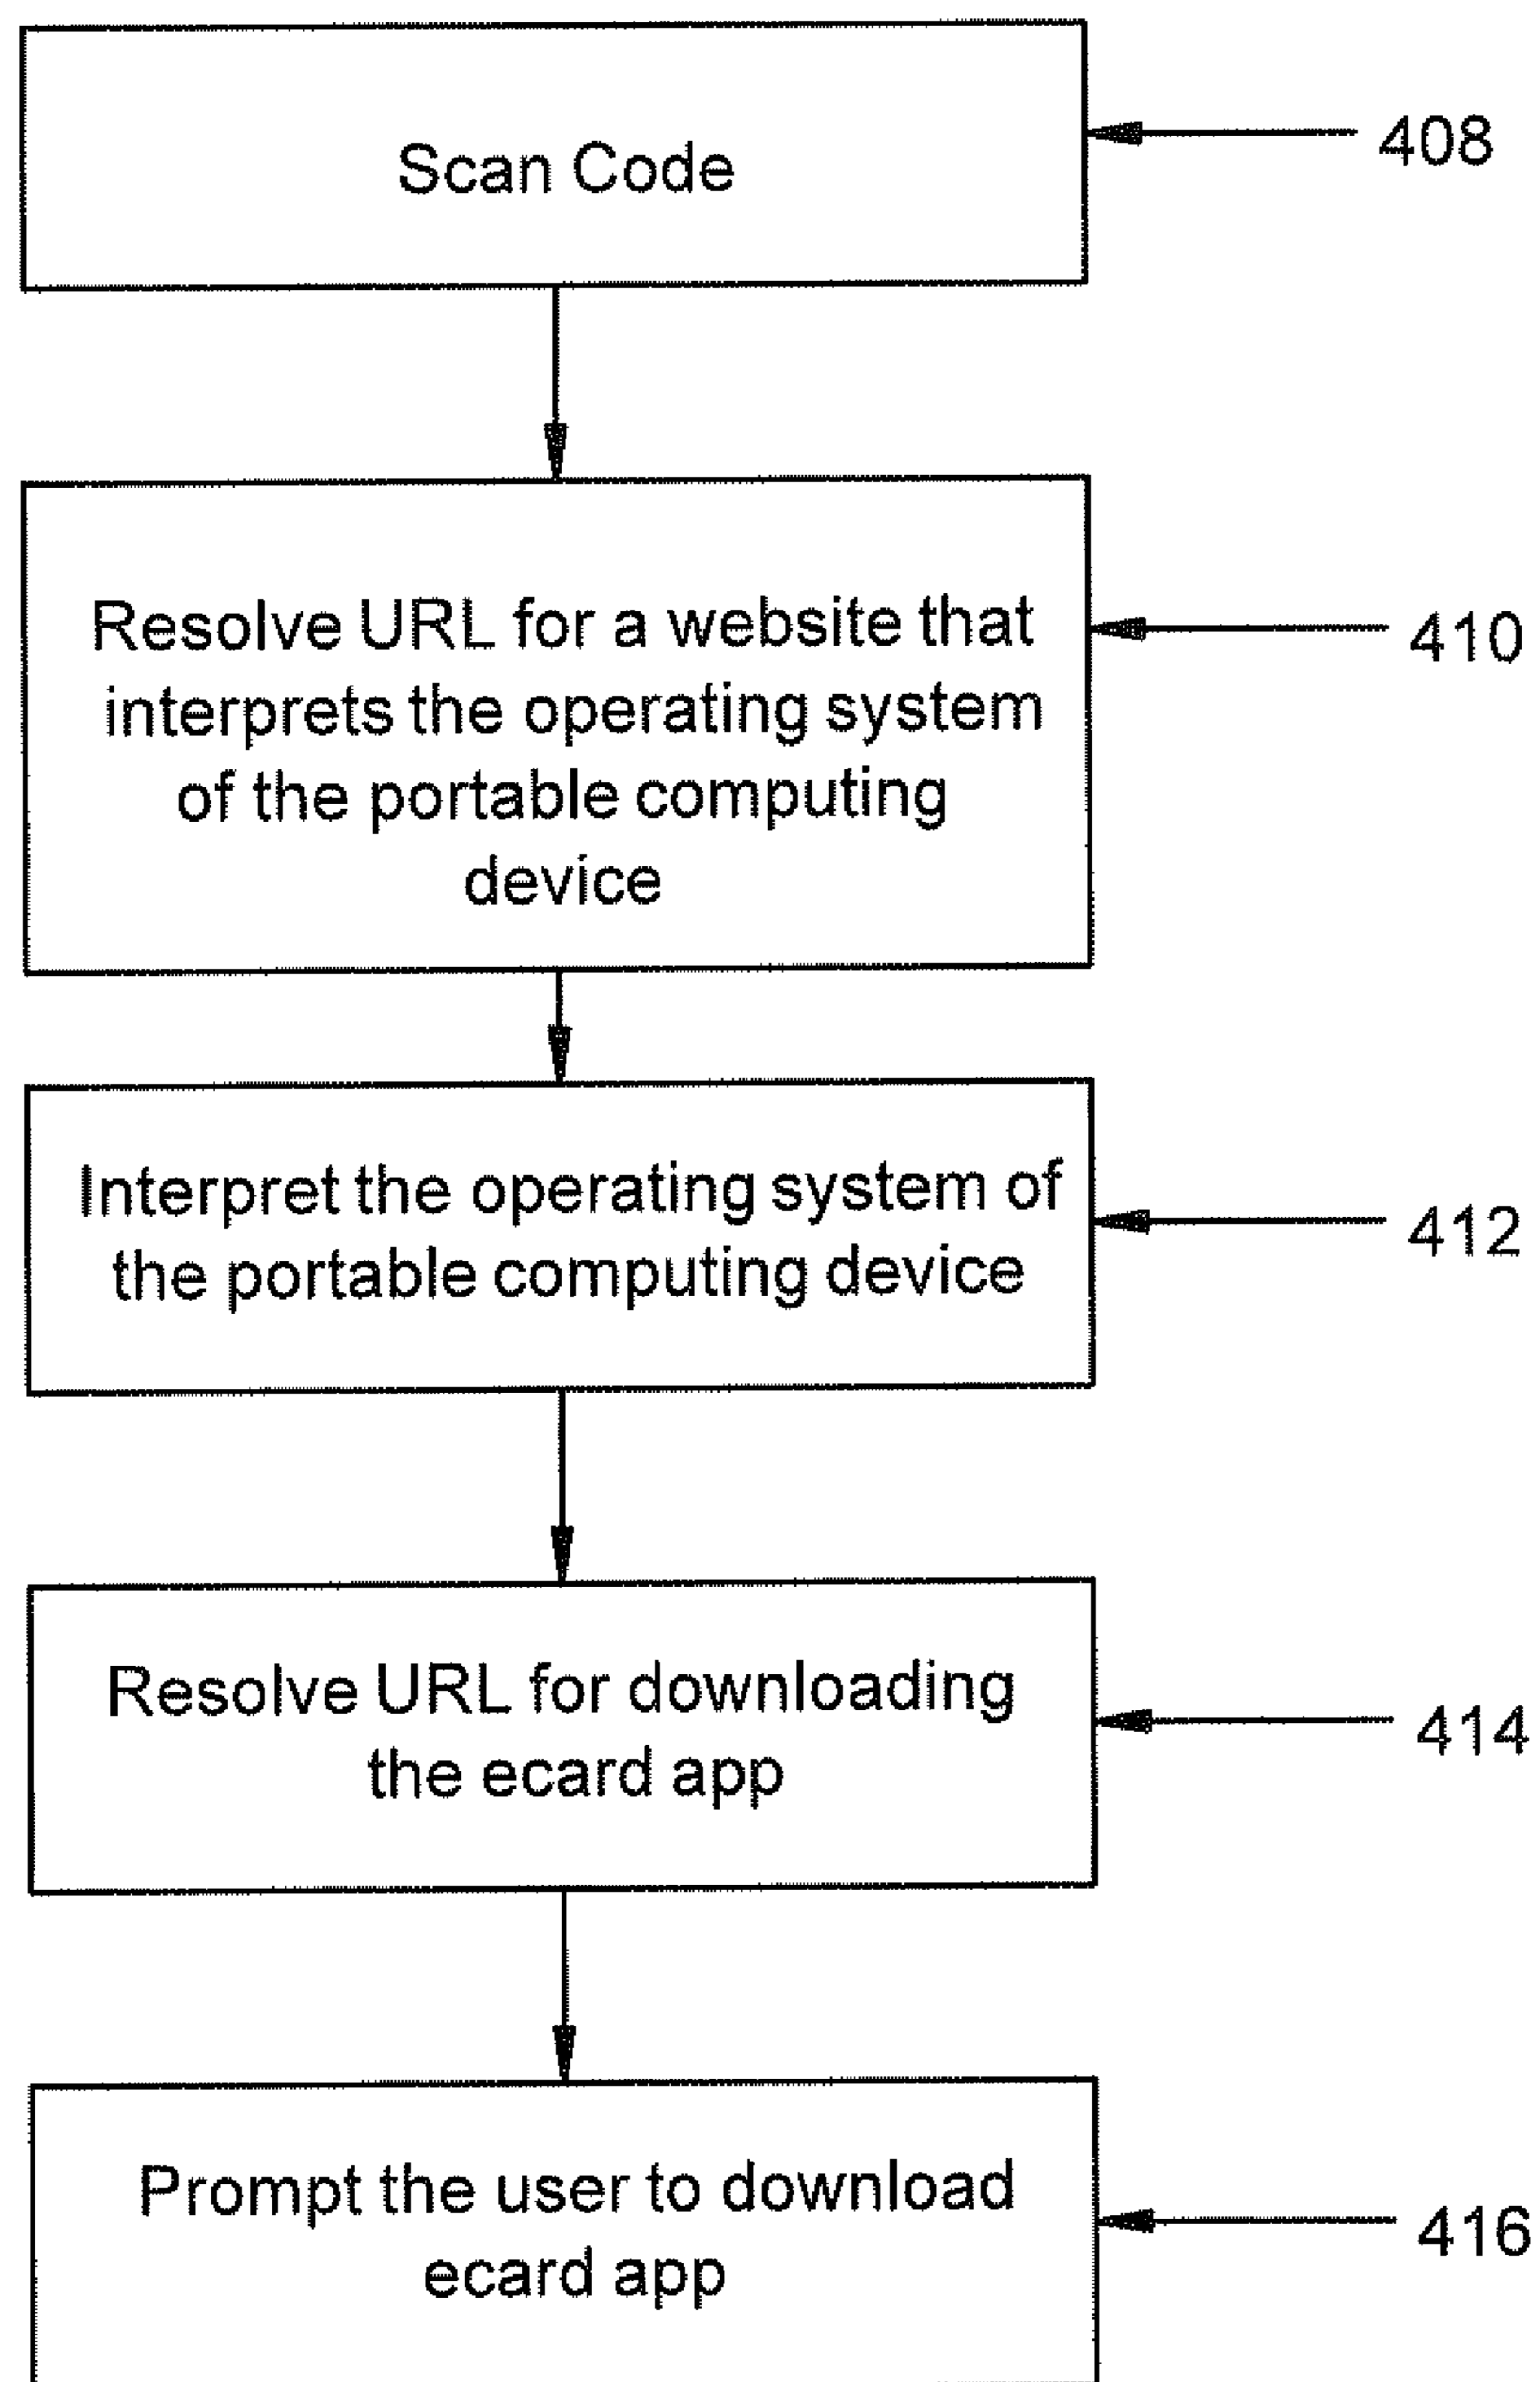 Scan Code
408
Resolve URL for a website that
interprets the operating system
of the portable computing
device
410
Interpret the operating system of
the portable computing device
412
Resolve URL for downloading
the ecard app
414
Prompt the user to download
ecard app
416